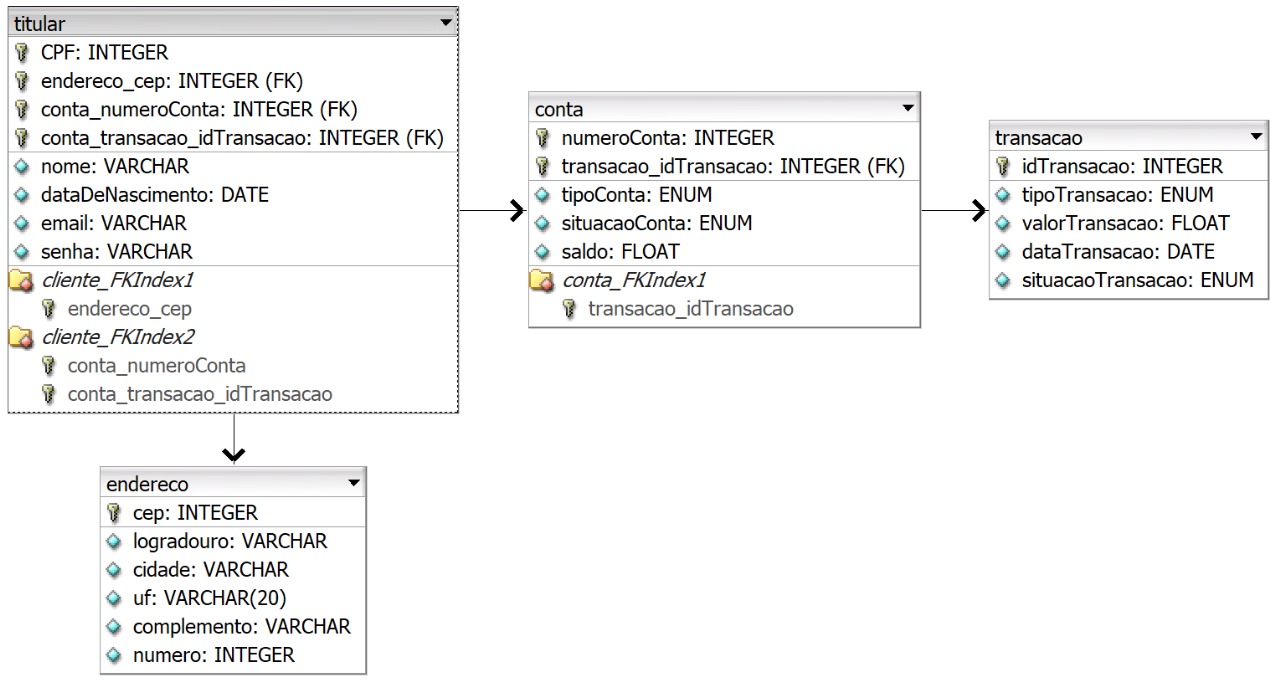 titular
CPF: INTEGER
endereco_cep: INTEGER (FK)
conta_numeroConta: INTEGER (FK)
conta_transacao_idTransacao: INTEGER (FK)
nome: VARCHAR
dataDeNascimento: DATE
email: VARCHAR
senha: VARCHAR
cliente_FKIndex1
endereco_cep
cliente_FKIndex2
conta_numeroConta
conta_transacao_idTransacao
conta
numeroConta: INTEGER
transacao_idTransacao: INTEGER (FK)
tipoConta: ENUM
situacaoConta: ENUM
saldo: FLOAT
conta_FKIndex1
transacao_idTransacao
transacao
idTransacao: INTEGER
tipoTransacao: ENUM
valorTransacao: FLOAT
dataTransacao: DATE
situacaoTransacao: ENUM
endereco
cep: INTEGER
logradouro: VARCHAR
cidade: VARCHAR
uf: VARCHAR(20)
complemento: VARCHAR
numero: INTEGER